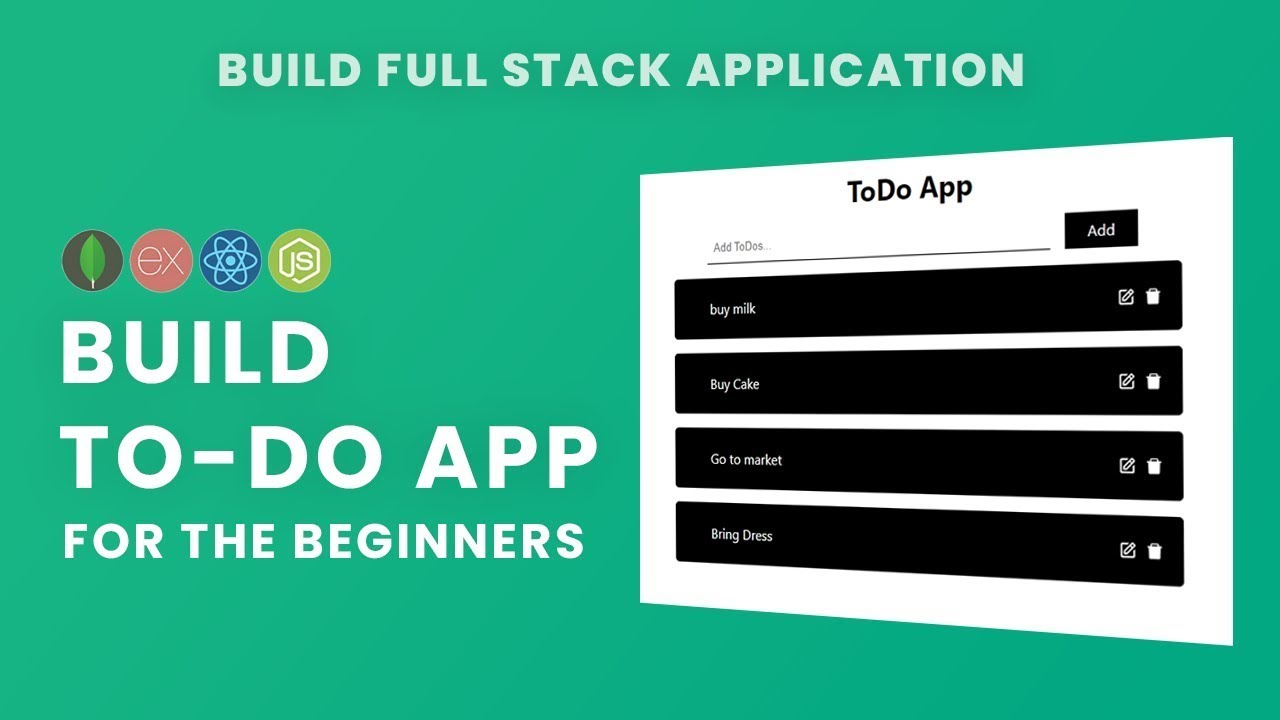 BUILD FULL STACK APPLICATION
ex
JS
BUILD
TO-DO APP
FOR THE BEGINNERS
ToDo App
Add ToDos...
Add
buy milk
Buy Cake
Go to market
Bring Dress